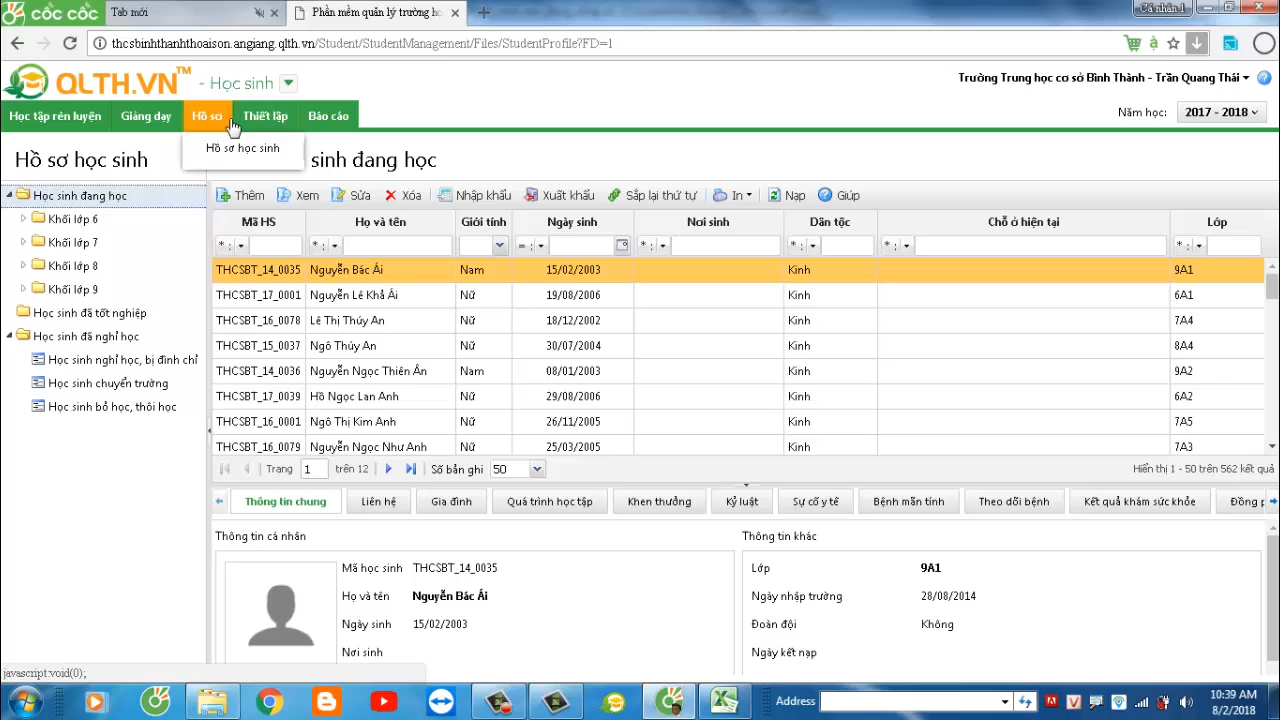 cốc cốc Tab mới Phần mềm quản lý trường họ Cá nhân 1
thcsbinhthanhthoaison.angiang.qlth.vn/Student/StudentManagement/Files/StudentProfile?FD=1
QLTH.VN™ - Học sinh Trường Trung học cơ sở Bình Thành - Trần Quang Thái
Học tập rèn luyện Giảng dạy Hồ sơ Thiết lập Báo cáo Năm học: 2017 - 2018
Hồ sơ học sinh
Hồ sơ học sinh sinh đang học
Học sinh đang học
Khối lớp 6
Khối lớp 7
Khối lớp 8
Khối lớp 9
Học sinh đã tốt nghiệp
Học sinh đã nghỉ học
Học sinh nghỉ học, bị đình chỉ
Học sinh chuyển trường
Học sinh bỏ học, thôi học
Thêm Xem Sửa Xóa Nhập khẩu Xuất khẩu Sắp lại thứ tự In Nạp Giúp
Mã HS Họ và tên Giới tính Ngày sinh Nơi sinh Dân tộc Chỗ ở hiện tại Lớp
* : * : = : * : * : * : * :
THCSBT_14_0035 Nguyễn Bác Ái Nam 15/02/2003 Kinh 9A1
THCSBT_17_0001 Nguyễn Lê Khả Ái Nữ 19/08/2006 Kinh 6A1
THCSBT_16_0078 Lê Thị Thúy An Nữ 18/12/2002 Kinh 7A4
THCSBT_15_0037 Ngô Thúy An Nữ 30/07/2004 Kinh 8A4
THCSBT_14_0036 Nguyễn Ngọc Thiên Ân Nam 08/01/2003 Kinh 9A2
THCSBT_17_0039 Hồ Ngọc Lan Anh Nữ 29/08/2006 Kinh 6A2
THCSBT_16_0001 Ngô Thị Kim Anh Nữ 26/11/2005 Kinh 7A5
THCSBT_16_0079 Nguyễn Ngọc Như Anh Nữ 25/03/2005 Kinh 7A3
Trang 1 trên 12 Số bản ghi 50 Hiển thị 1 - 50 trên 562 kết quả
Thông tin chung Liên hệ Gia đình Quá trình học tập Khen thưởng Kỷ luật Sự cố y tế Bệnh mãn tính Theo dõi bệnh Kết quả khám sức khỏe Đồng p
Thông tin cá nhân
Mã học sinh THCSBT_14_0035
Họ và tên Nguyễn Bác Ái
Ngày sinh 15/02/2003
Nơi sinh
Thông tin khác
Lớp 9A1
Ngày nhập trường 28/08/2014
Đoàn đội Không
Ngày kết nạp
javascript:void(0);
Address
10:39 AM
8/2/2018